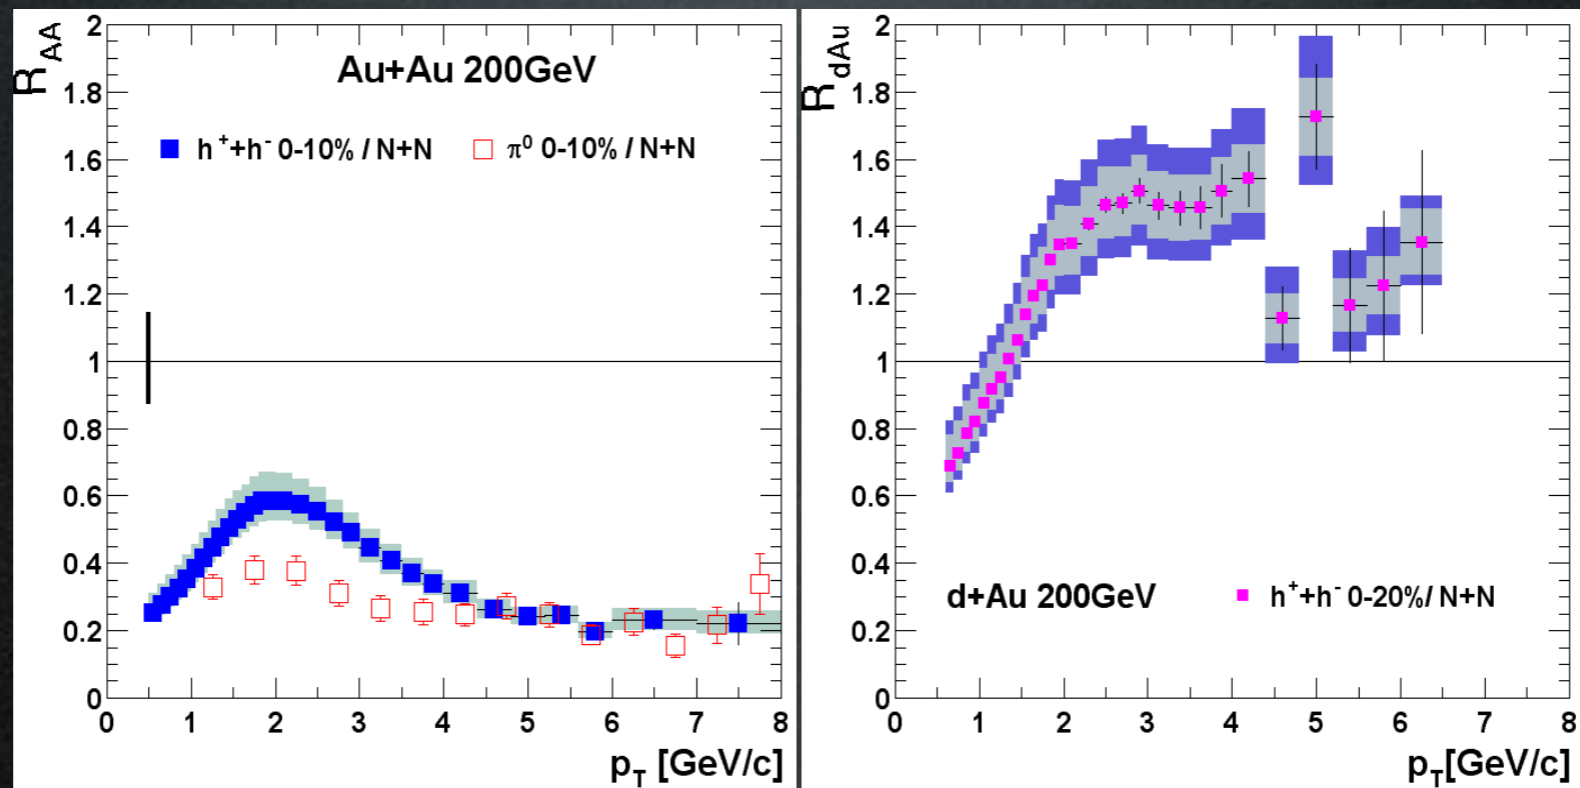 R_AA
Au+Au 200GeV
h⁺+h⁻ 0-10% / N+N
π⁰ 0-10% / N+N
2
1.8
1.6
1.4
1.2
1
0.8
0.6
0.4
0.2
0
0 1 2 3 4 5 6 7 8
p_T [GeV/c]
R_dAu
2
1.8
1.6
1.4
1.2
1
0.8
0.6
0.4
0.2
0
d+Au 200GeV
h⁺+h⁻ 0-20%/ N+N
0 1 2 3 4 5 6 7 8
p_T[GeV/c]